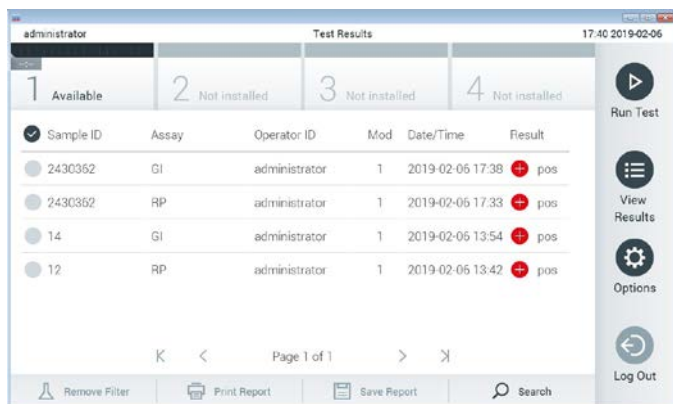 administrator Test Results 17:40 2019-02-06
1 Available 2 Not installed 3 Not installed 4 Not installed
Run Test
Sample ID Assay Operator ID Mod Date/Time Result
2430362 GI administrator 1 2019-02-06 17:38 pos
View
Results
2430362 RP administrator 1 2019-02-06 17:33 pos
14 GI administrator 1 2019-02-06 13:54 pos
12 RP administrator 1 2019-02-06 13:42 pos
Options
Page 1 of 1
Log Out
Remove Filter Print Report Save Report Search